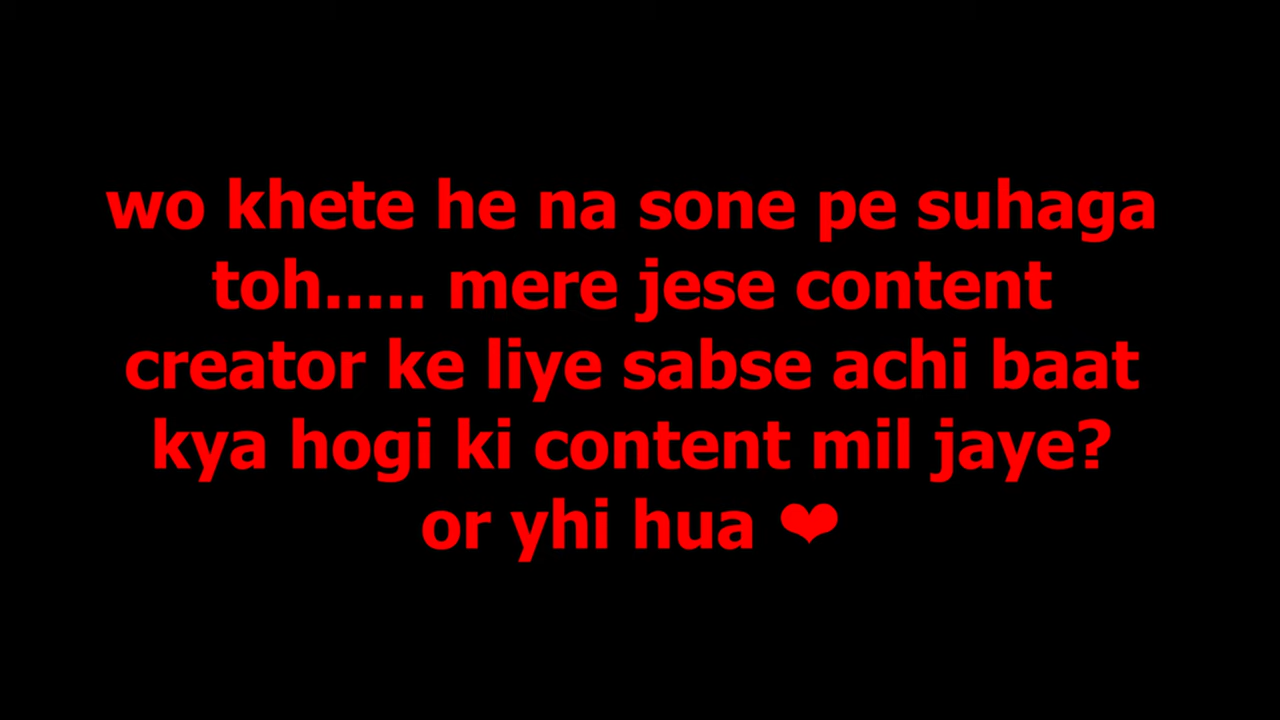 wo khete he na sone pe suhaga
toh..... mere jese content
creator ke liye sabse achi baat
kya hogi ki content mil jaye?
or yhi hua ❤